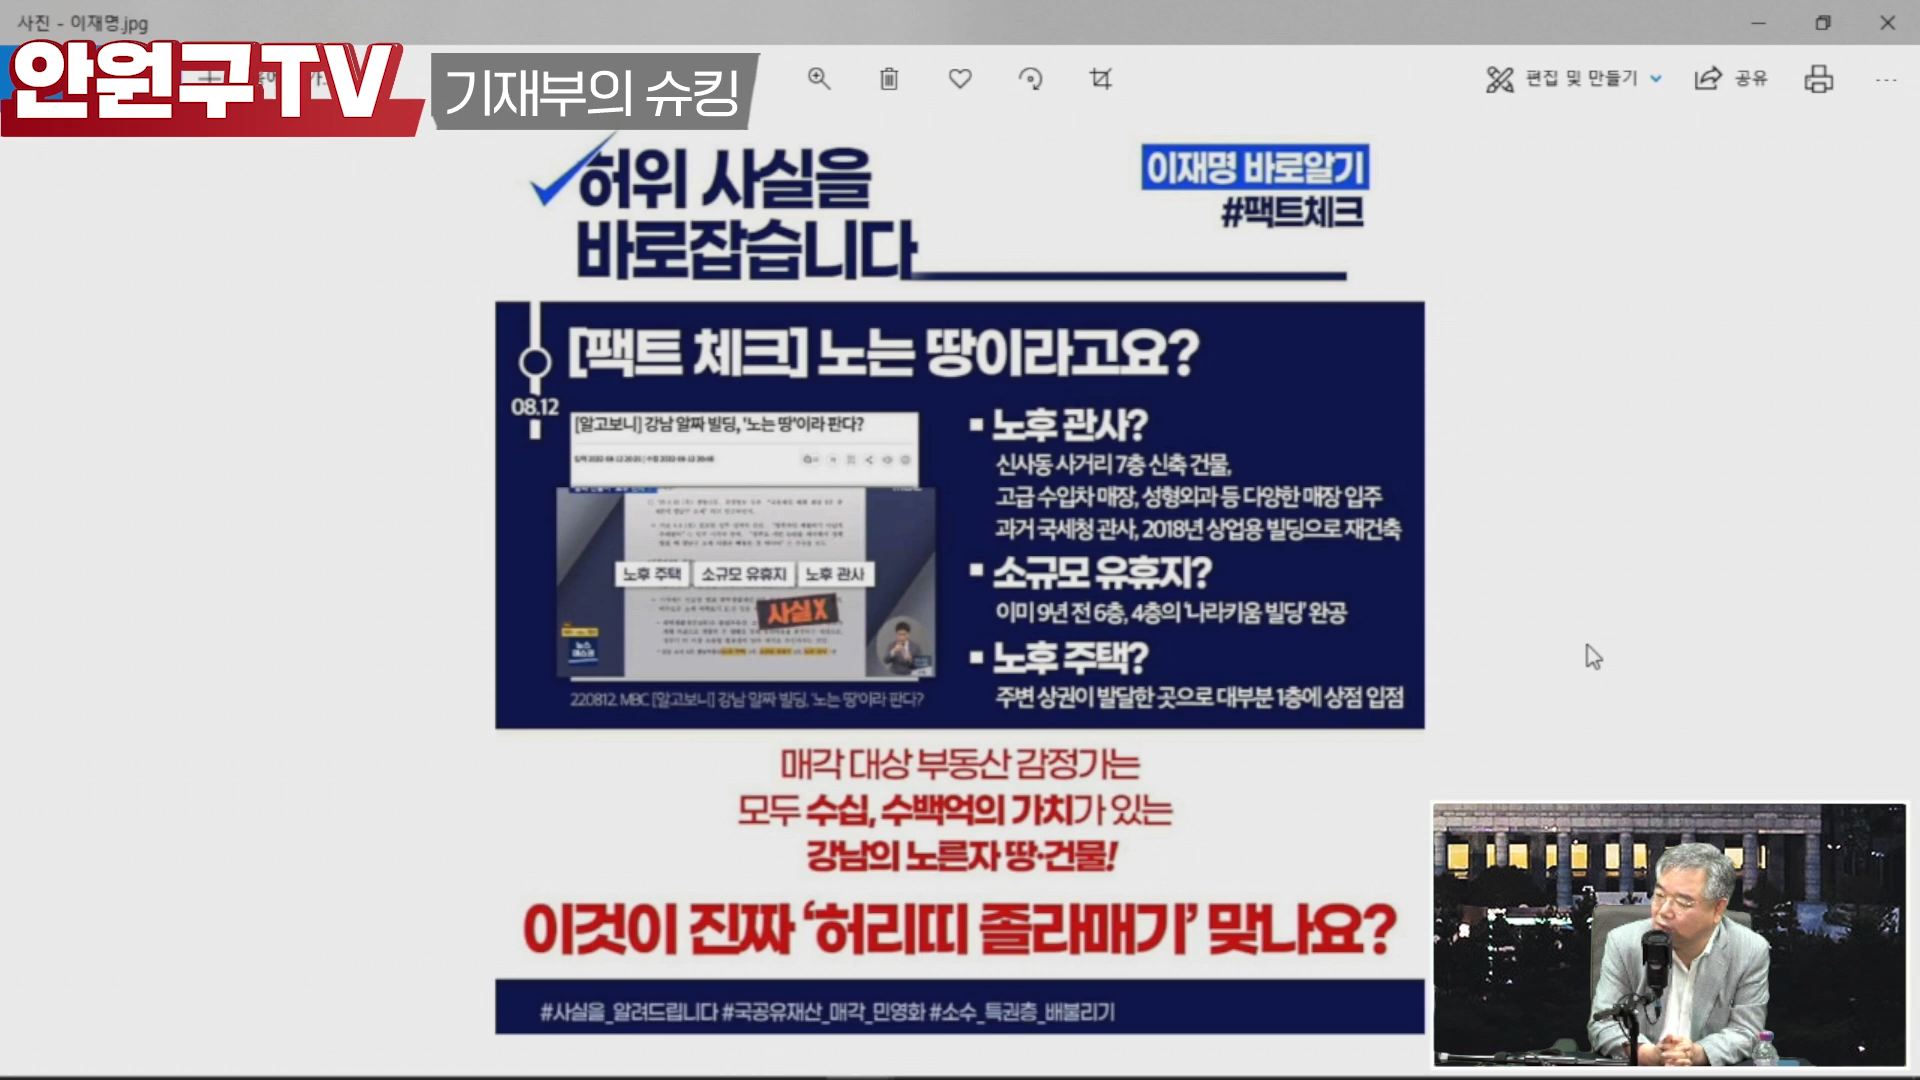 사진 - 이재명.jpg
안원구TV
기재부의 슈킹
편집 및 만들기
공유
허위 사실을
바로잡습니다
이재명 바로알기
#팩트체크
[팩트 체크] 노는 땅이라고요?
08.12
[알고보니] 강남 알짜 빌딩, '노는 땅'이라 판다?
노후 주택
소규모 유휴지
노후 관사
사실X
220812, MBC [알고보니] 강남 알짜 빌딩, '노는 땅'이라 판다?
▪ 노후 관사?
신사동 사거리 7층 신축 건물,
고급 수입차 매장, 성형외과 등 다양한 매장 입주
과거 국세청 관사, 2018년 상업용 빌딩으로 재건축
▪ 소규모 유휴지?
이미 9년 전 6층, 4층의 '나라키움 빌딩' 완공
▪ 노후 주택?
주변 상권이 발달한 곳으로 대부분 1층에 상점 입점
매각 대상 부동산 감정가는
모두 수십, 수백억의 가치가 있는
강남의 노른자 땅·건물!
이것이 진짜 '허리띠 졸라매기' 맞나요?
#사실을_알려드립니다 #국공유재산_매각_민영화 #소수_특권층_배불리기